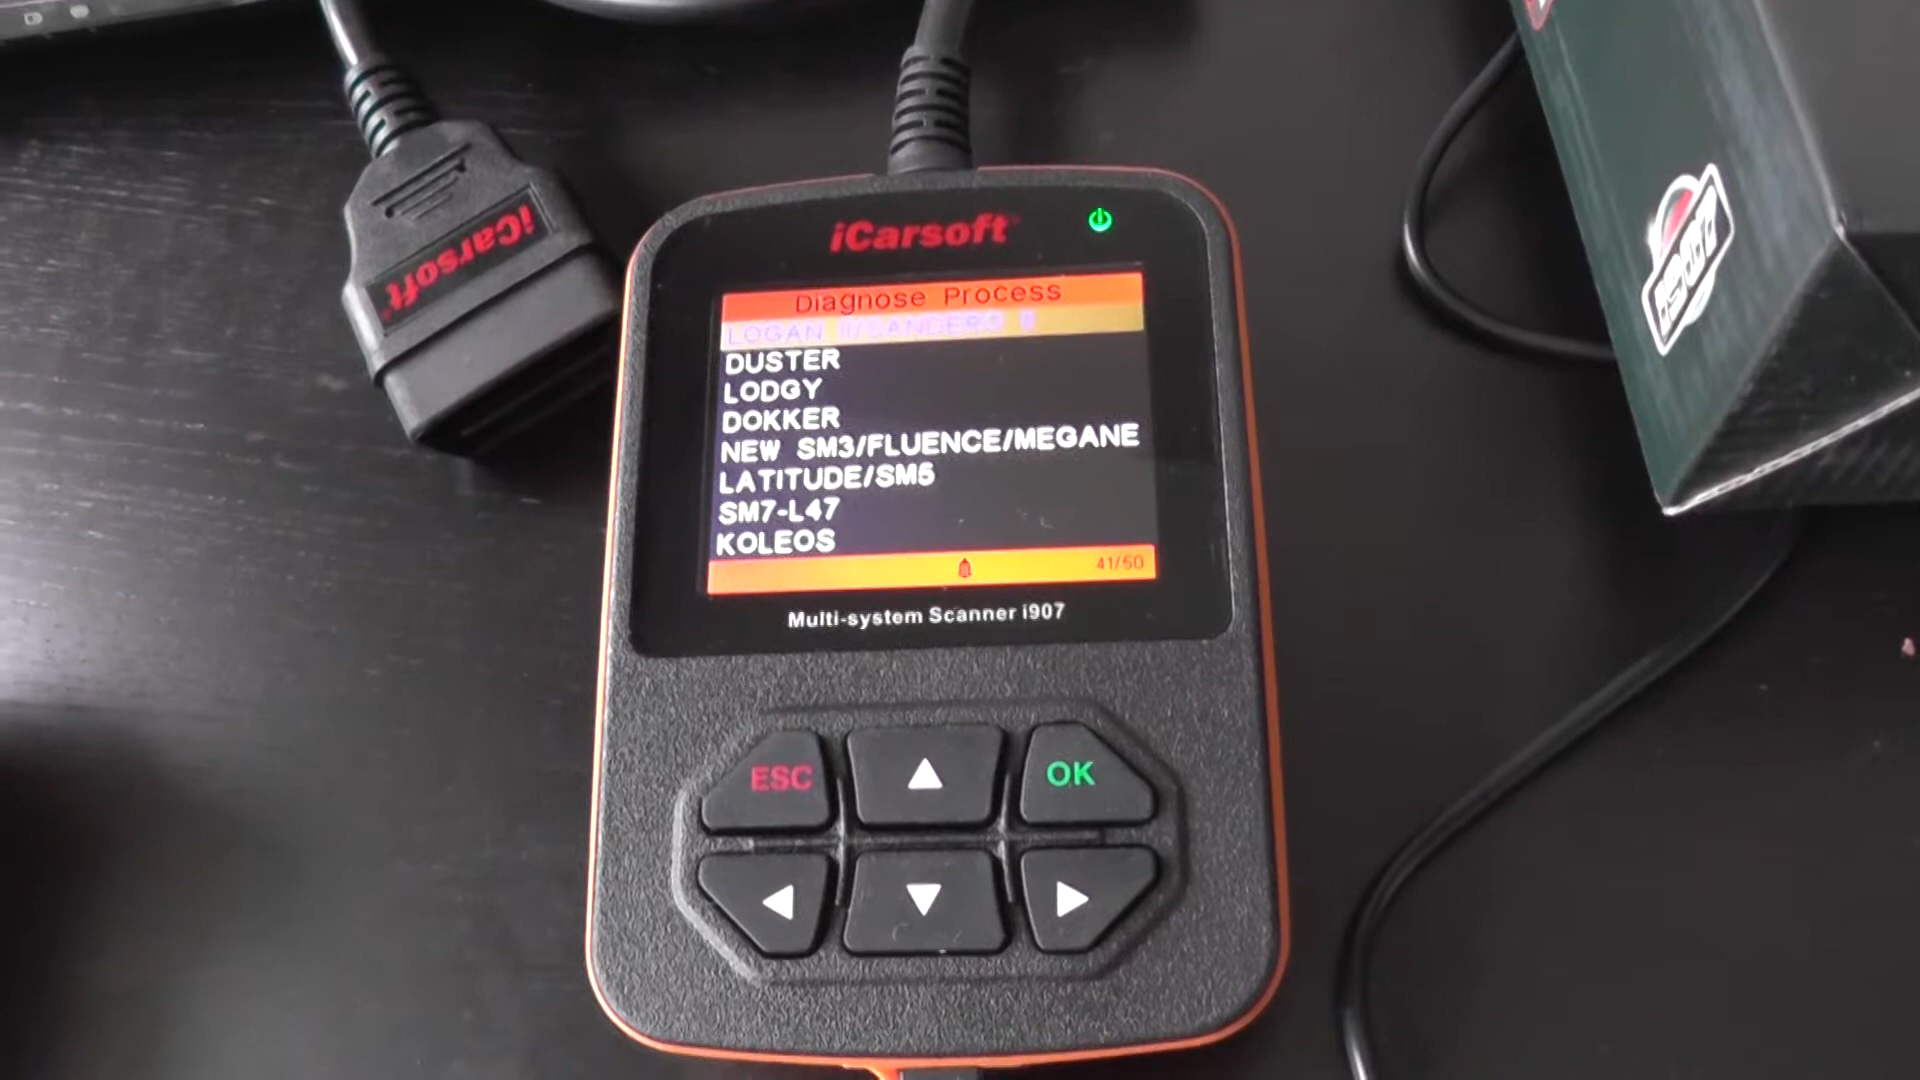 iCarsoft
iCarsoft
Diagnose Process
LOGAN II/SANDERO II
DUSTER
LODGY
DOKKER
NEW SM3/FLUENCE/MEGANE
LATITUDE/SM5
SM7-L47
KOLEOS
41/50
Multi-system Scanner i907
ESC
OK